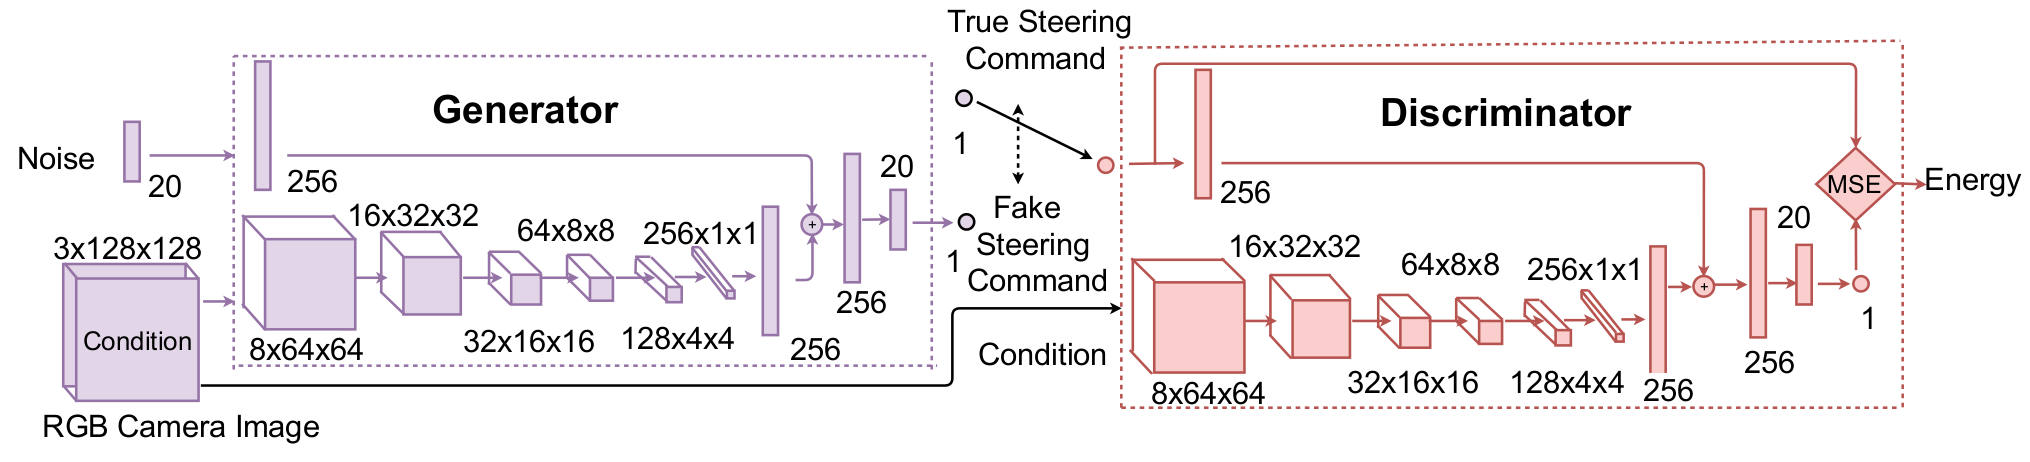 Noise
20
3x128x128
Condition
RGB Camera Image
Generator
256
8x64x64
16x32x32
32x16x16
64x8x8
128x4x4
256x1x1
256
+
256
20
1
True Steering
Command
1
Fake
Steering
Command
Condition
Discriminator
256
8x64x64
16x32x32
32x16x16
64x8x8
128x4x4
256x1x1
256
+
256
20
1
MSE
Energy